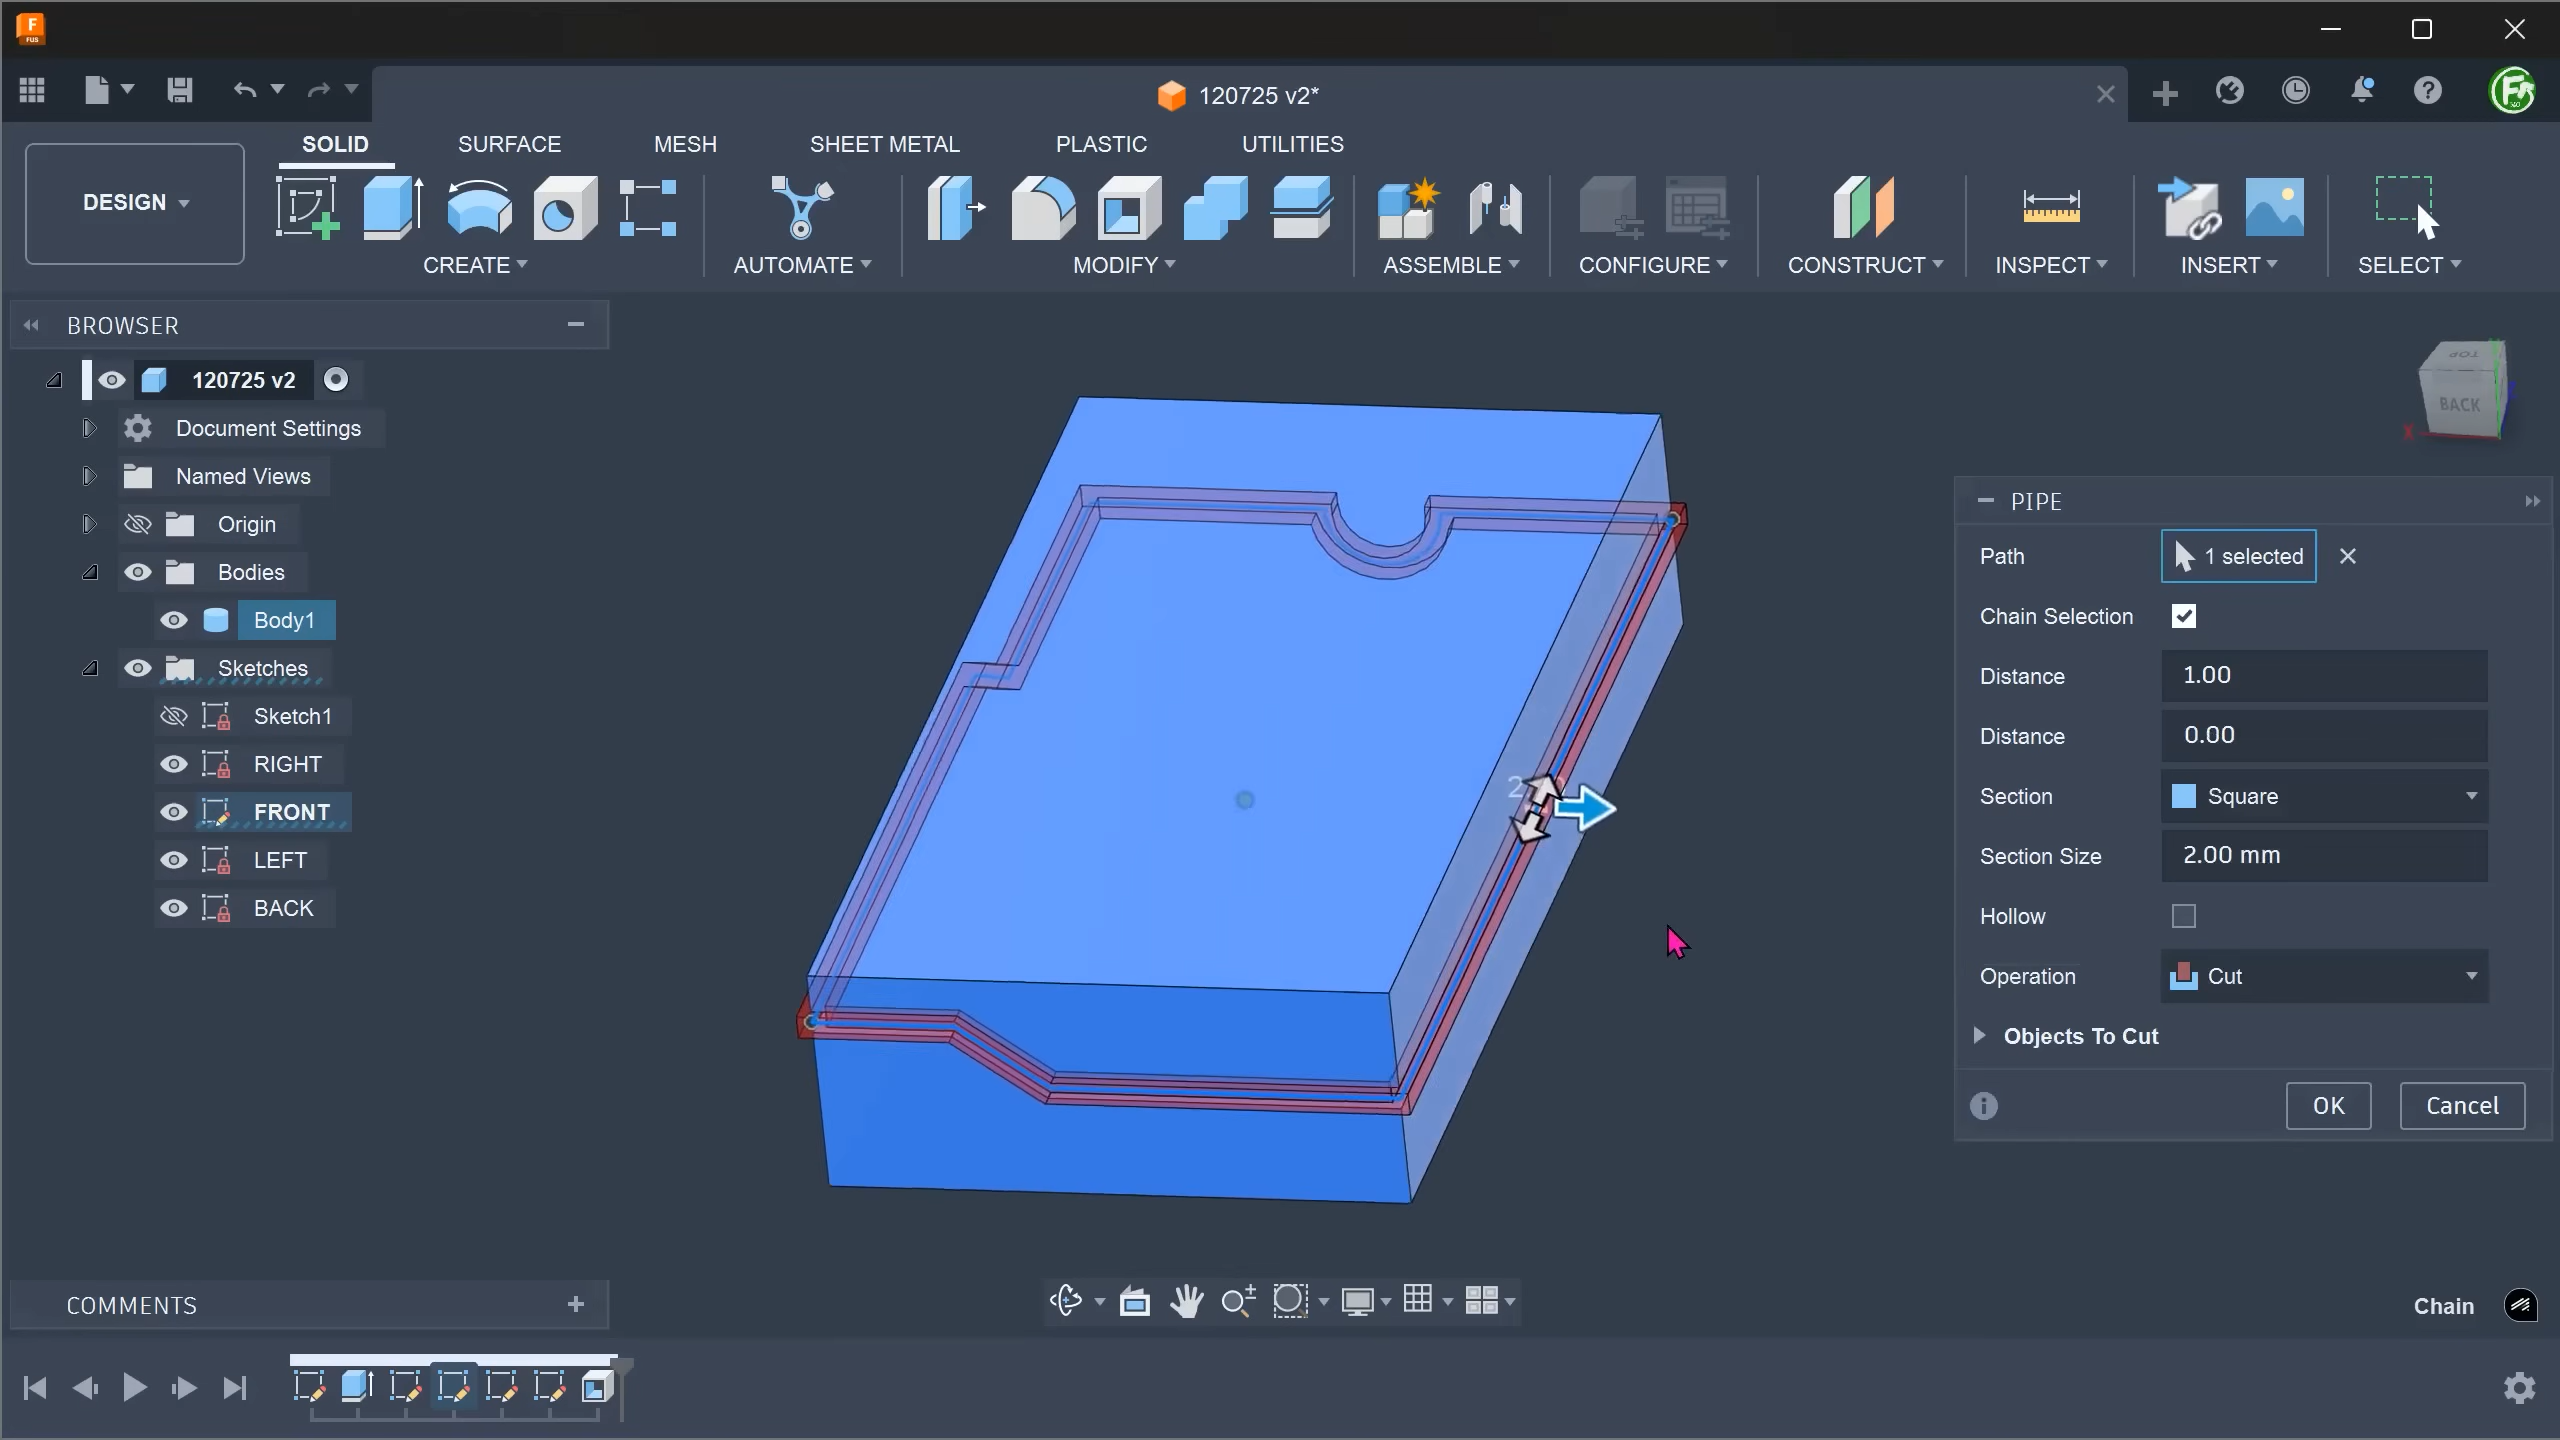 F
FUS
120725 v2*
SOLID
SURFACE
MESH
SHEET METAL
PLASTIC
UTILITIES
DESIGN
CREATE
AUTOMATE
MODIFY
ASSEMBLE
CONFIGURE
CONSTRUCT
INSPECT
INSERT
SELECT
BROWSER
120725 v2
Document Settings
Named Views
Origin
Bodies
Body1
Sketches
Sketch1
RIGHT
FRONT
LEFT
BACK
TOP
BACK
X
PIPE
Path
1 selected
Chain Selection
Distance
1.00
Distance
0.00
Section
Square
Section Size
2.00 mm
Hollow
Operation
Cut
Objects To Cut
OK
Cancel
COMMENTS
Chain